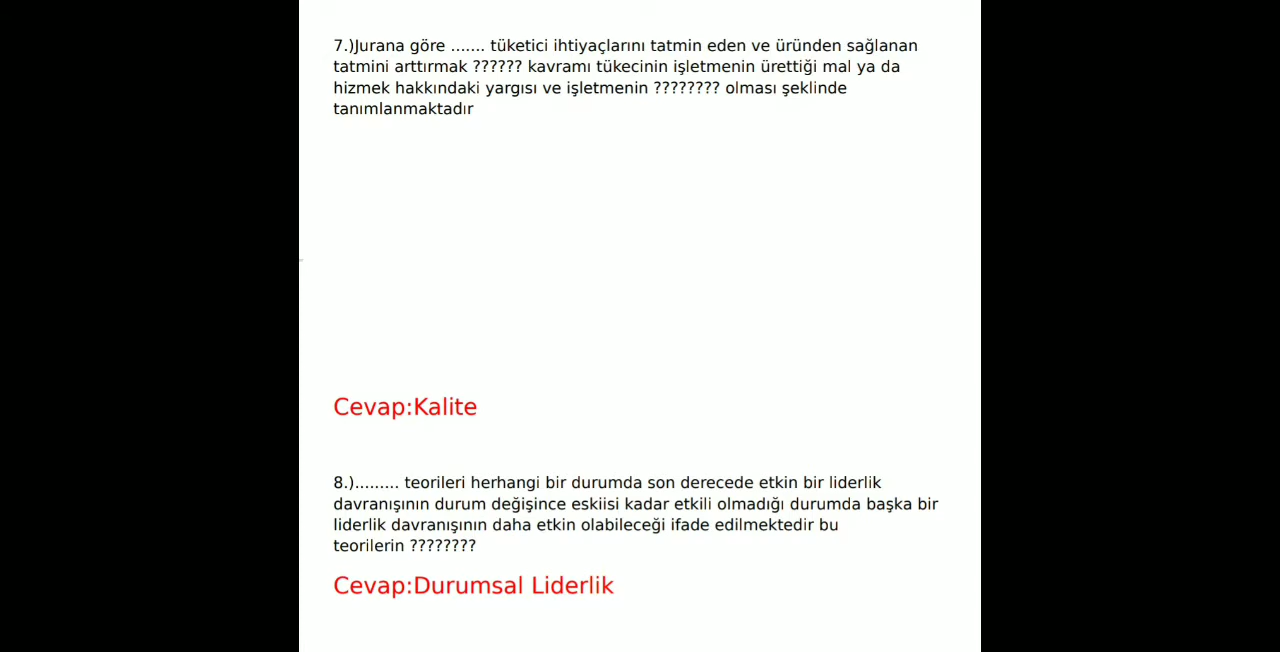 7.)Jurana göre ....... tüketici ihtiyaçlarını tatmin eden ve üründen sağlanan
tatmini arttırmak ?????? kavramı tükecinin işletmenin ürettiği mal ya da
hizmek hakkındaki yargısı ve işletmenin ???????? olması şeklinde
tanımlanmaktadır
Cevap:Kalite
8.)......... teorileri herhangi bir durumda son derecede etkin bir liderlik
davranışının durum değişince eskiisi kadar etkili olmadığı durumda başka bir
liderlik davranışının daha etkin olabileceği ifade edilmektedir bu
teorilerin ????????
Cevap:Durumsal Liderlik